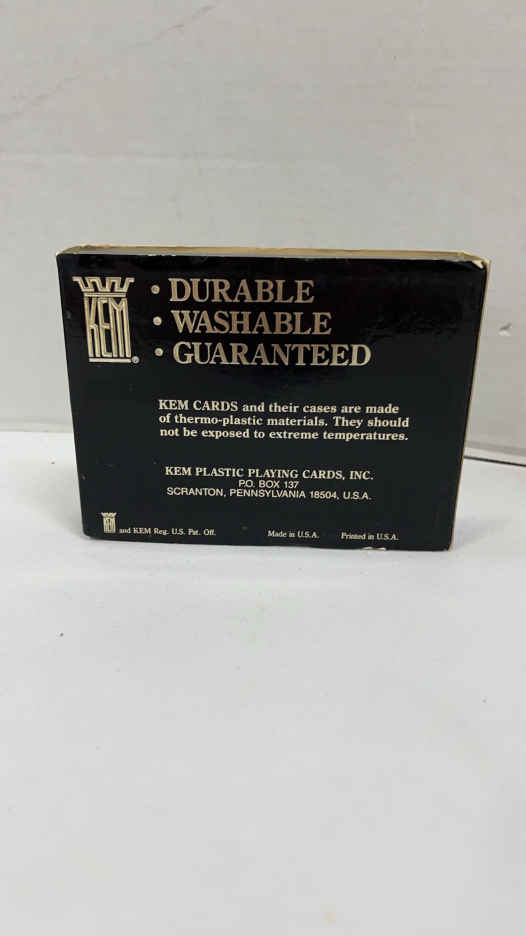 KEM ®
• DURABLE
• WASHABLE
• GUARANTEED
KEM CARDS and their cases are made
of thermo-plastic materials. They should
not be exposed to extreme temperatures.
KEM PLASTIC PLAYING CARDS, INC.
P.O. BOX 137
SCRANTON, PENNSYLVANIA 18504, U.S.A.
KEM and KEM Reg. U.S. Pat. Off. Made in U.S.A. Printed in U.S.A.